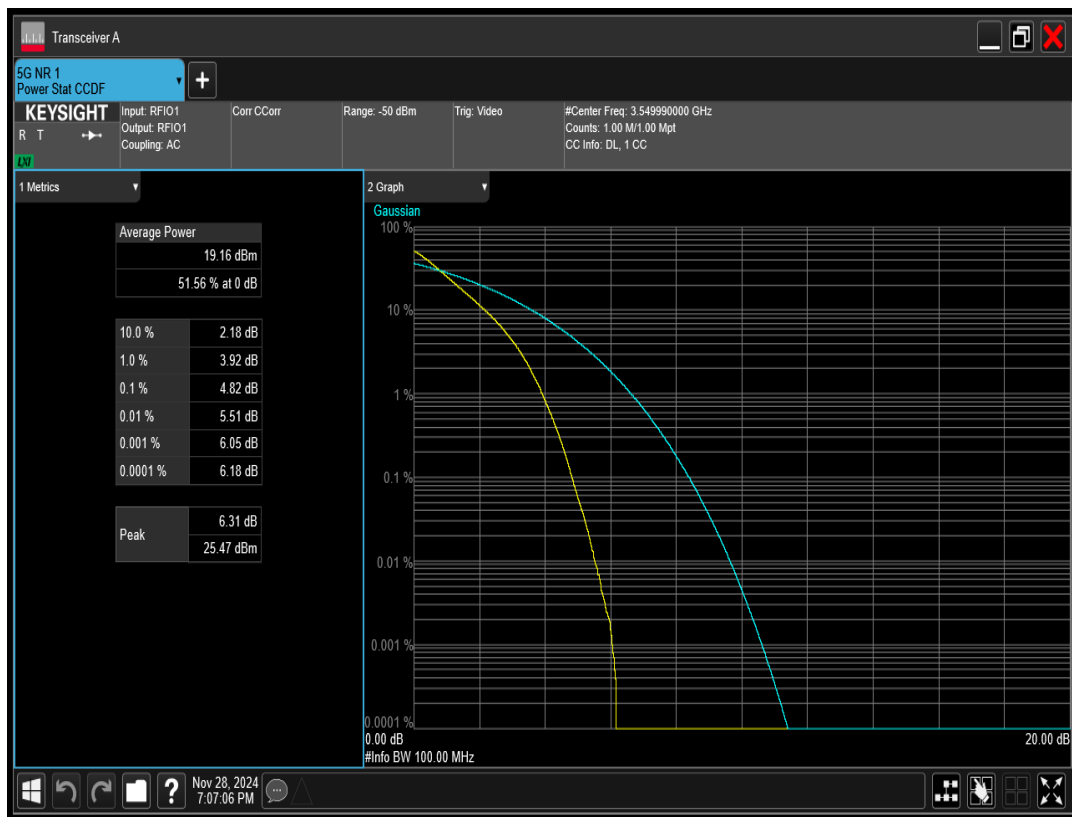 Transceiver A
5G NR 1
Power Stat CCDF
KEYSIGHT
R T
LXI
Input: RFIO1
Output: RFIO1
Coupling: AC
Corr CCorr
Range: -50 dBm
Trig: Video
#Center Freq: 3.549990000 GHz
Counts: 1.00 M/1.00 Mpt
CC Info: DL, 1 CC
1 Metrics
Average Power
19.16 dBm
51.56 % at 0 dB
10.0 % 2.18 dB
1.0 % 3.92 dB
0.1 % 4.82 dB
0.01 % 5.51 dB
0.001 % 6.05 dB
0.0001 % 6.18 dB
Peak 6.31 dB
25.47 dBm
2 Graph
Gaussian
100 %
10 %
1 %
0.1 %
0.01 %
0.001 %
0.0001 %
0.00 dB 20.00 dB
#Info BW 100.00 MHz
?
Nov 28, 2024
7:07:06 PM